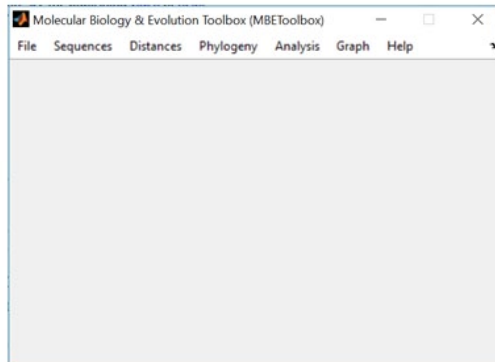 Molecular Biology & Evolution Toolbox (MBEToolbox)
File Sequences Distances Phylogeny Analysis Graph Help